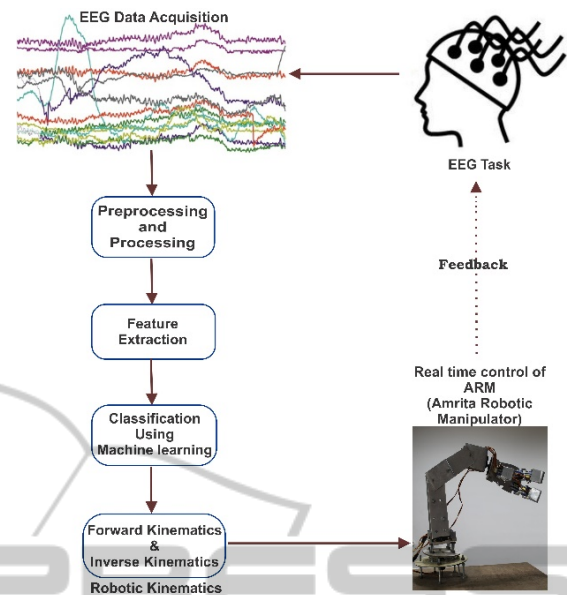 EEG Data Acquisition
EEG Task
Preprocessing
and
Processing
Feedback
Feature
Extraction
Real time control of
ARM
(Amrita Robotic
Manipulator)
Classification
Using
Machine learning
Forward Kinematics
&
Inverse Kinematics
Robotic Kinematics